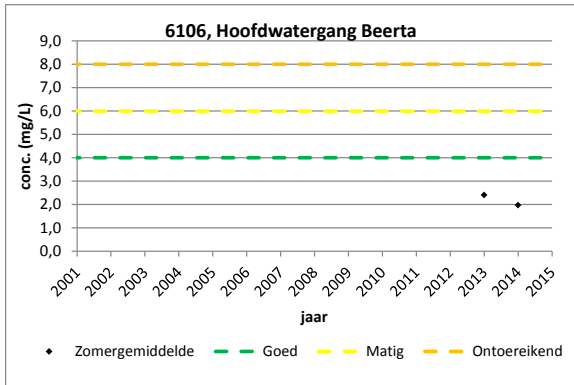 6106, Hoofdwatergang Beerta
conc. (mg/L)
9,0
8,0
7,0
6,0
5,0
4,0
3,0
2,0
1,0
0,0
2001 2002 2003 2004 2005 2006 2007 2008 2009 2010 2011 2012 2013 2014 2015
jaar
Zomergemiddelde Goed Matig Ontoereikend